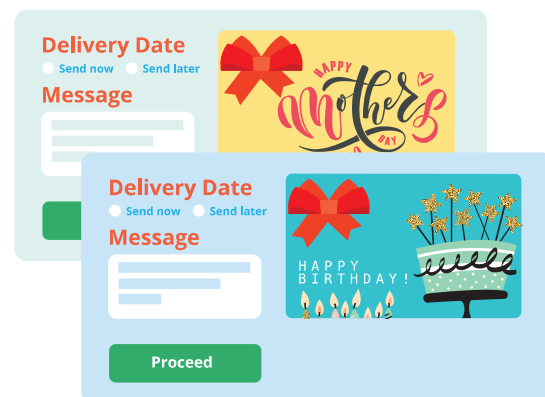 Delivery Date
Send now Send later
Message
HAPPY
Mother's
DAY
Delivery Date
Send now Send later
Message
HAPPY
BIRTHDAY!
Proceed